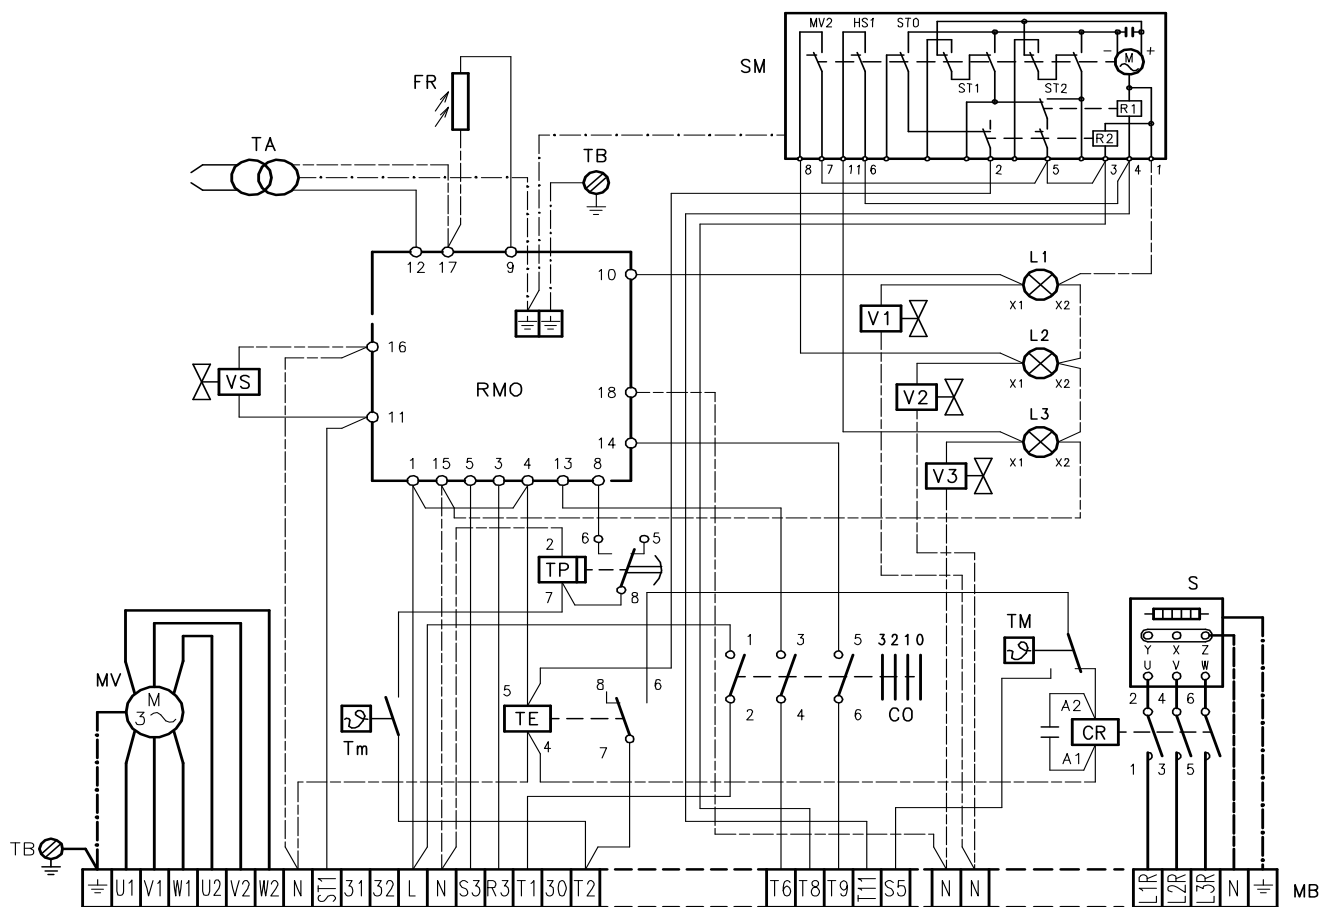 MV2 HS1 STO
SM
M
- +
ST1 ST2
R1
R2
8 7 11 6 2 5 3 4 1
FR
TA
TB
12 17 9
10
L1
X1 X2
V1
16
VS
RMO
L2
X1 X2
18
V2
11
L3
X1 X2
14
V3
1 15 5 3 4 13 8
6 5
2
TP
7 8
S
TM
1 3 5 3 2 1 0
Y X Z
U V W
MV
M
3
5 8 6
2 4 6
A2
TE
2 4 6 CO
CR
Tm
4 7
A1
1 3 5
TB
U1 V1 W1 U2 V2 W2 N ST1 31 32 L N S3 R3 T1 30 T2 T6 T8 T9 T11 S5 N N L1R L2R L3R N
MB